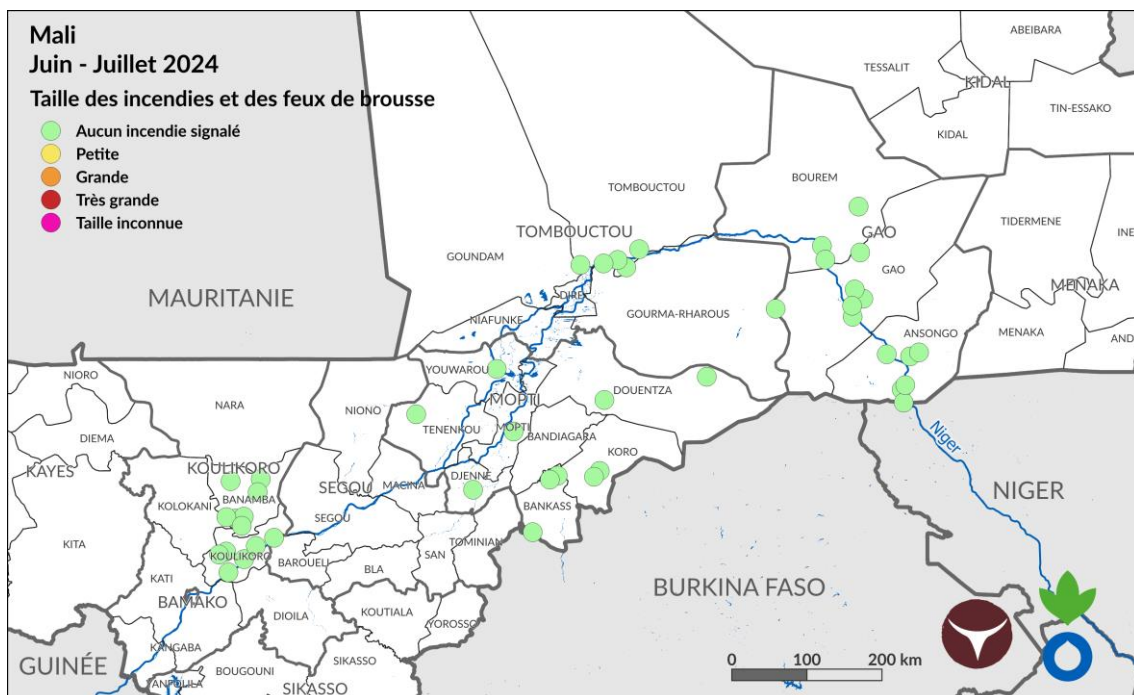 Mali
Juin - Juillet 2024
Taille des incendies et des feux de brousse
Aucun incendie signalé
Petite
Grande
Très grande
Taille inconnue
ABEIBARA
TESSALIT
KIDAL
TIN-ESSAKO
KIDAL
TOMBOUCTOU
BOUREM
TIDERMENE
INE
TOMBOUCTOU
GAO
GOUNDAM
GAO
MENAKA
MAURITANIE
DIRE
GOURMA-RHAROUS
NIAFUNKE
ANSONGO
MENAKA
AND
YOUWAROU
NIORO
NARA
NIONO
DOUENTZA
MOPTI
TENENKOU
MOPTI
BANDIAGARA
DIEMA
KORO
Niger
KAYES
KOULIKORO
SEGOU
MACINA
DJENNE
NIGER
KOLOKANI
BANAMBA
BANKASS
SEGOU
KITA
TOMINIAN
SAN
KOULIKORO
BAROUELI
BLA
KATI
BURKINA FASO
BAMAKO
DIOILA
KOUTIALA
YOROSSO
KANGABA
GUINÉE
BOUGOUNI
SIKASSO
SIKASSO
0 100 200 km